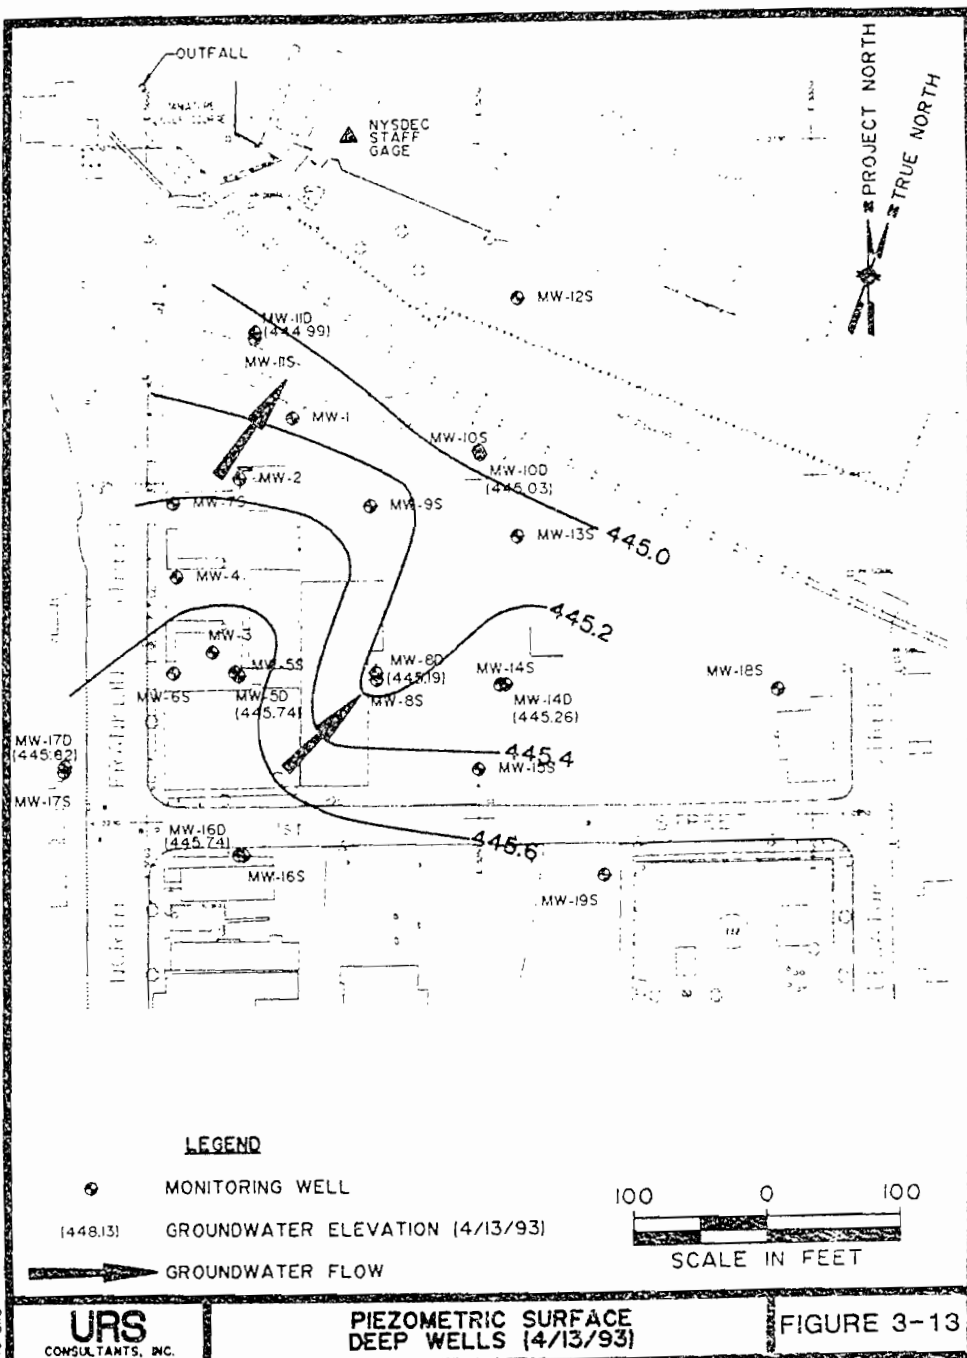 OUTFALL
NYSDEC
STAFF
GAGE
PROJECT NORTH
TRUE NORTH
MW-12S
MW-11D
(444.99)
MW-11S
MW-1
MW-10S
MW-10D
(445.03)
MW-2
MW-7S
MW-9S
MW-13S
445.0
MW-4
445.2
MW-3
MW-5S
MW-6S
MW-5D
(445.74)
MW-8D
(445.19)
MW-8S
MW-14S
MW-14D
(445.26)
MW-18S
MW-17D
(445.82)
MW-17S
445.4
MW-15S
MW-16D
(445.74)
MW-16S
STREET
445.6
MW-19S
NORTH
FRANKLIN
LEGEND
MONITORING WELL
(448.13) GROUNDWATER ELEVATION (4/13/93)
GROUNDWATER FLOW
100 0 100
SCALE IN FEET
URS
CONSULTANTS, INC.
PIEZOMETRIC SURFACE
DEEP WELLS (4/13/93)
FIGURE 3-13